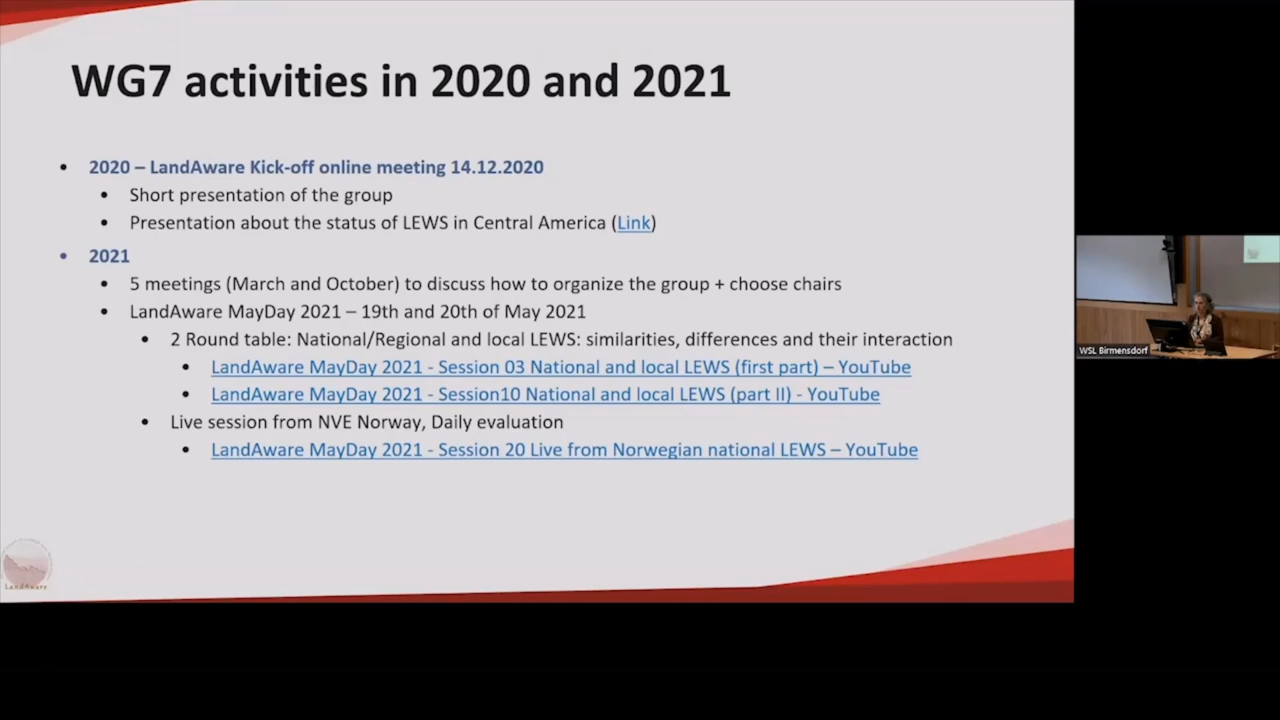 WG7 activities in 2020 and 2021
• 2020 – LandAware Kick-off online meeting 14.12.2020
• Short presentation of the group
• Presentation about the status of LEWS in Central America (Link)
• 2021
• 5 meetings (March and October) to discuss how to organize the group + choose chairs
• LandAware MayDay 2021 – 19th and 20th of May 2021
• 2 Round table: National/Regional and local LEWS: similarities, differences and their interaction
• LandAware MayDay 2021 - Session 03 National and local LEWS (first part) – YouTube
• LandAware MayDay 2021 - Session10 National and local LEWS (part II) - YouTube
• Live session from NVE Norway, Daily evaluation
• LandAware MayDay 2021 - Session 20 Live from Norwegian national LEWS – YouTube
LandAware
WSL Birmensdorf